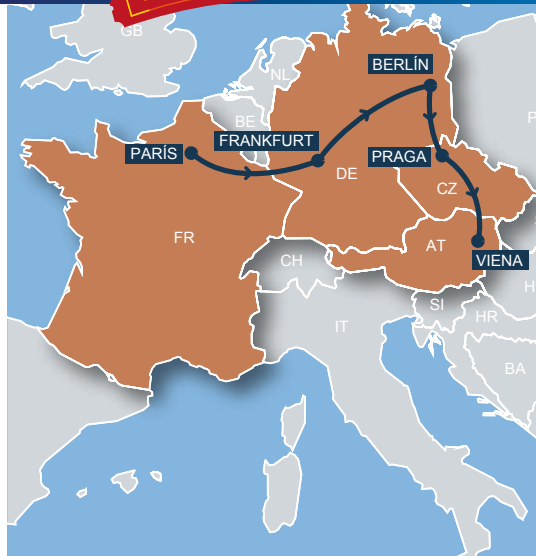 GB
BERLÍN
NL
P
BE
FRANKFURT
PARÍS
PRAGA
DE
CZ
FR
AT
CH
VIENA
H
SI
HR
IT
BA